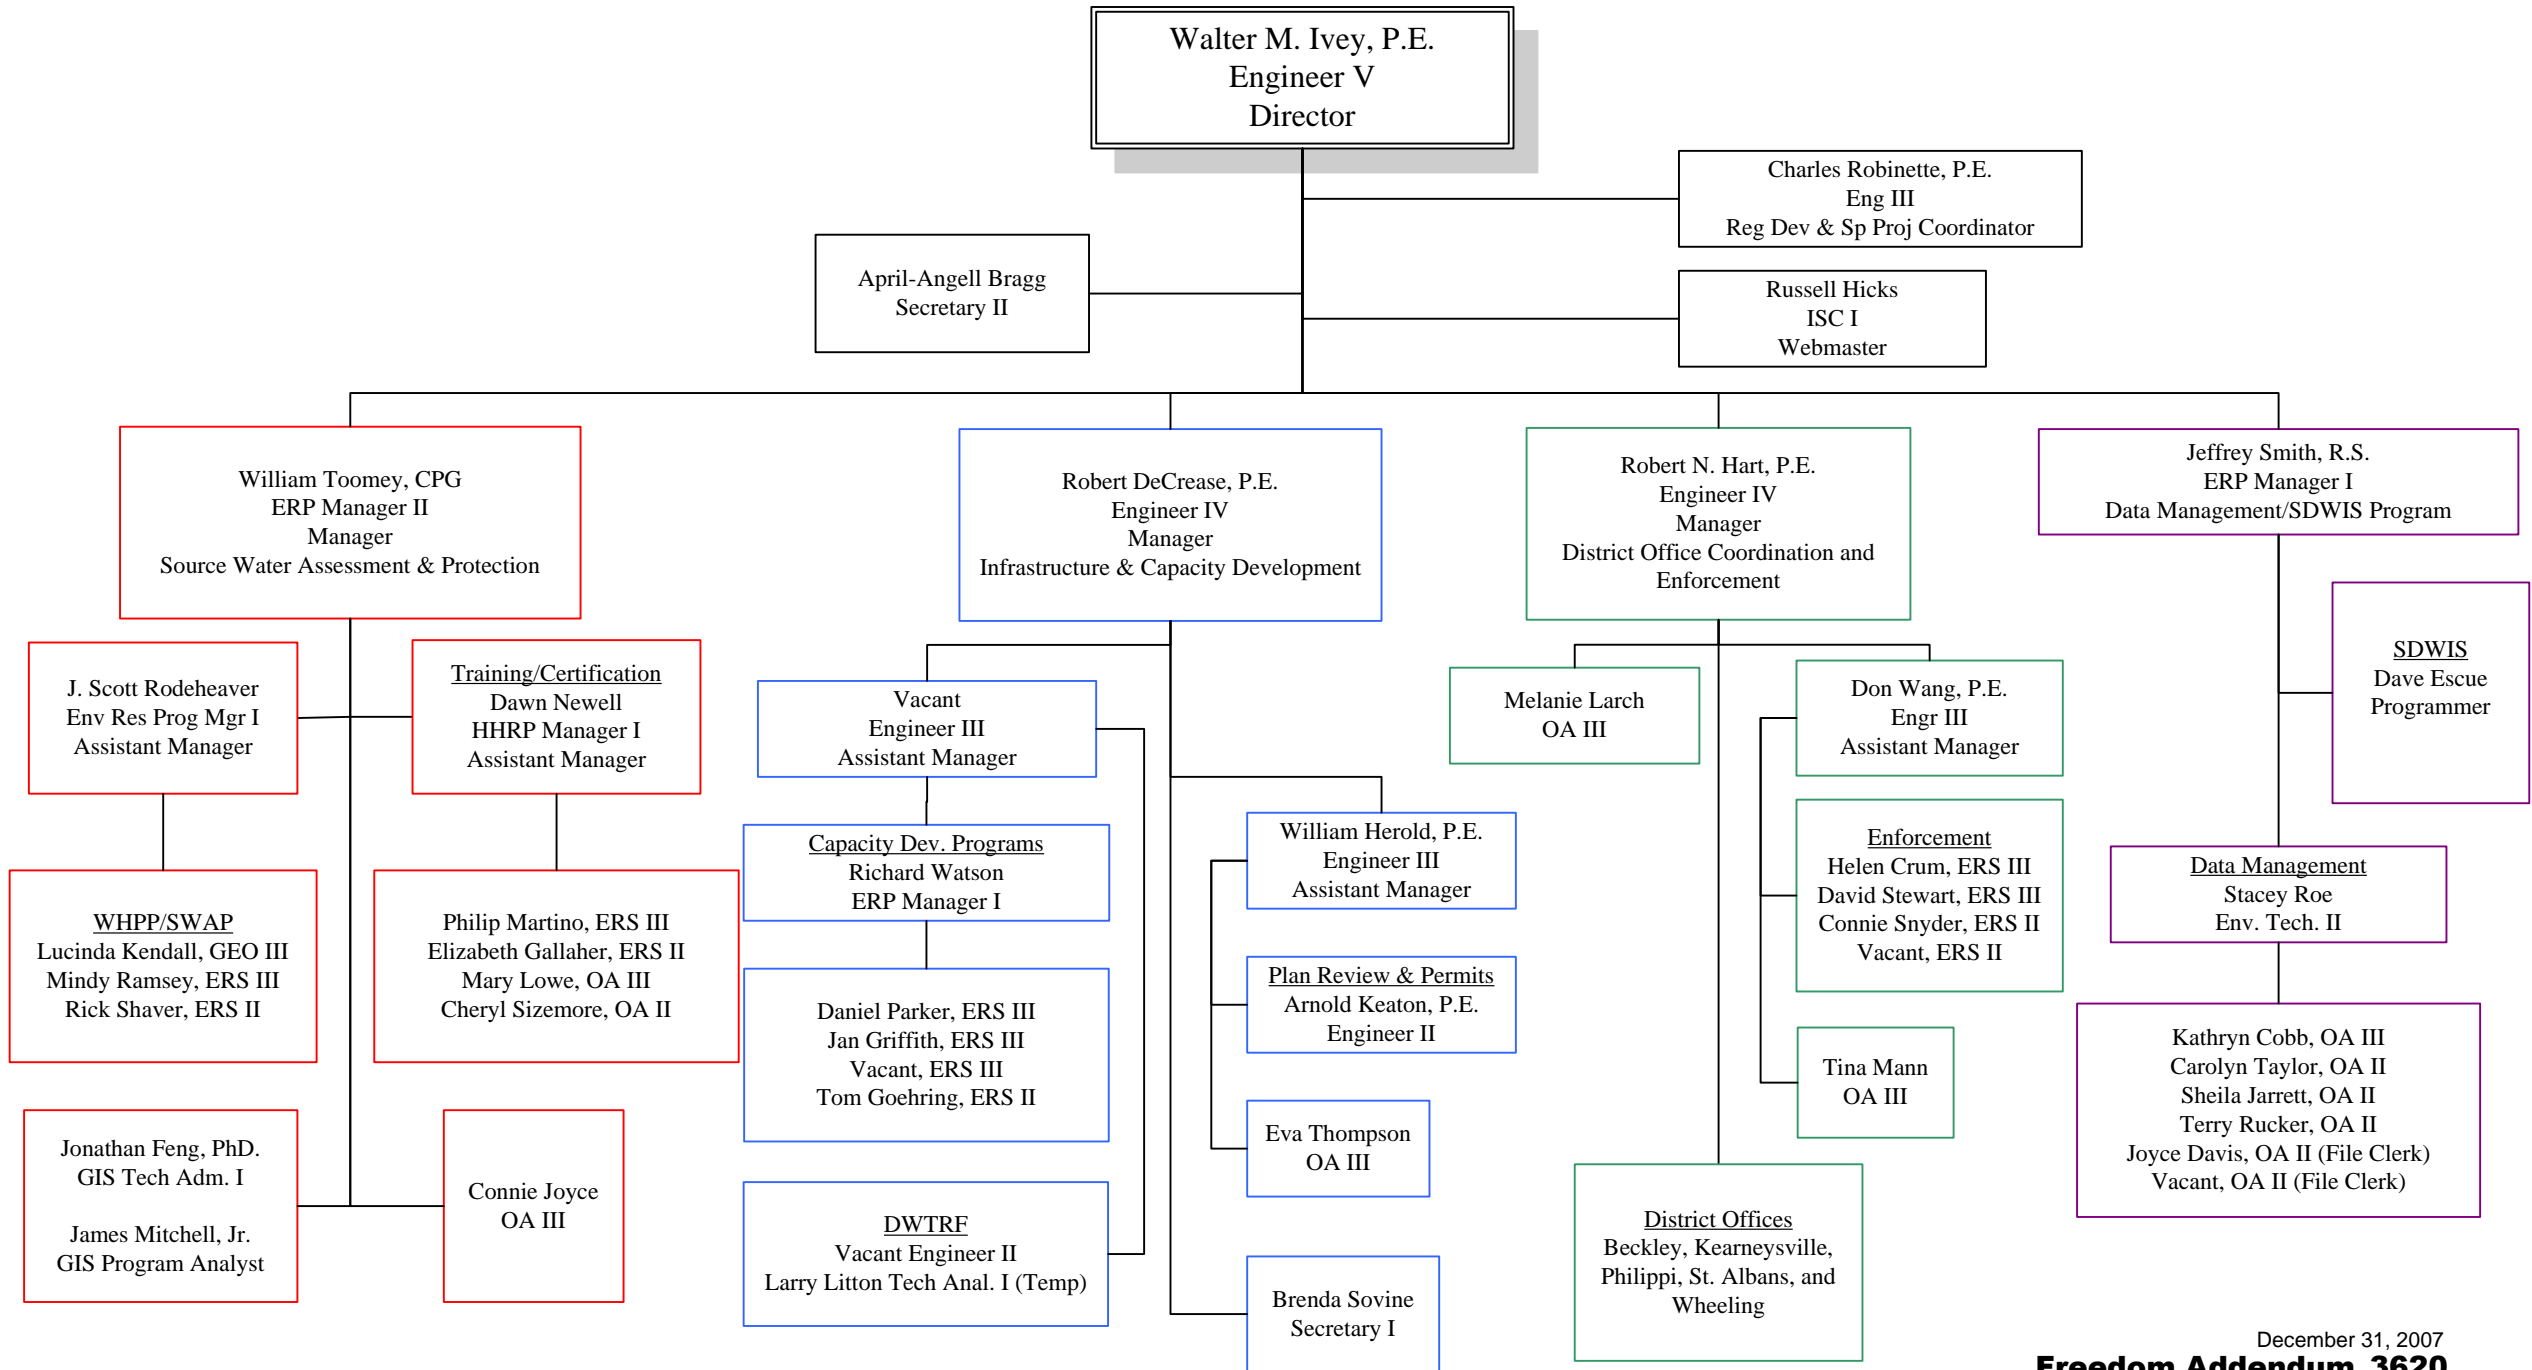 Walter M. Ivey, P.E.
Engineer V
Director
Charles Robinette, P.E.
Eng III
Reg Dev & Sp Proj Coordinator
April-Angell Bragg
Secretary II
Russell Hicks
ISC I
Webmaster
William Toomey, CPG
ERP Manager II
Manager
Source Water Assessment & Protection
Robert DeCrease, P.E.
Engineer IV
Manager
Infrastructure & Capacity Development
Robert N. Hart, P.E.
Engineer IV
Manager
District Office Coordination and
Enforcement
Jeffrey Smith, R.S.
ERP Manager I
Data Management/SDWIS Program
J. Scott Rodeheaver
Env Res Prog Mgr I
Assistant Manager
Training/Certification
Dawn Newell
HHRP Manager I
Assistant Manager
WHPP/SWAP
Lucinda Kendall, GEO III
Mindy Ramsey, ERS III
Rick Shaver, ERS II
Philip Martino, ERS III
Elizabeth Gallaher, ERS II
Mary Lowe, OA III
Cheryl Sizemore, OA II
Jonathan Feng, PhD.
GIS Tech Adm. I
James Mitchell, Jr.
GIS Program Analyst
Connie Joyce
OA III
Vacant
Engineer III
Assistant Manager
Capacity Dev. Programs
Richard Watson
ERP Manager I
Daniel Parker, ERS III
Jan Griffith, ERS III
Vacant, ERS III
Tom Goehring, ERS II
DWTRF
Vacant Engineer II
Larry Litton Tech Anal. I (Temp)
William Herold, P.E.
Engineer III
Assistant Manager
Plan Review & Permits
Arnold Keaton, P.E.
Engineer II
Eva Thompson
OA III
Brenda Sovine
Secretary I
Melanie Larch
OA III
Don Wang, P.E.
Engr III
Assistant Manager
Enforcement
Helen Crum, ERS III
David Stewart, ERS III
Connie Snyder, ERS II
Vacant, ERS II
Tina Mann
OA III
District Offices
Beckley, Kearneysville,
Philippi, St. Albans, and
Wheeling
SDWIS
Dave Escue
Programmer
Data Management
Stacey Roe
Env. Tech. II
Kathryn Cobb, OA III
Carolyn Taylor, OA II
Sheila Jarrett, OA II
Terry Rucker, OA II
Joyce Davis, OA II (File Clerk)
Vacant, OA II (File Clerk)
December 31, 2007
Freedom Addendum_3620